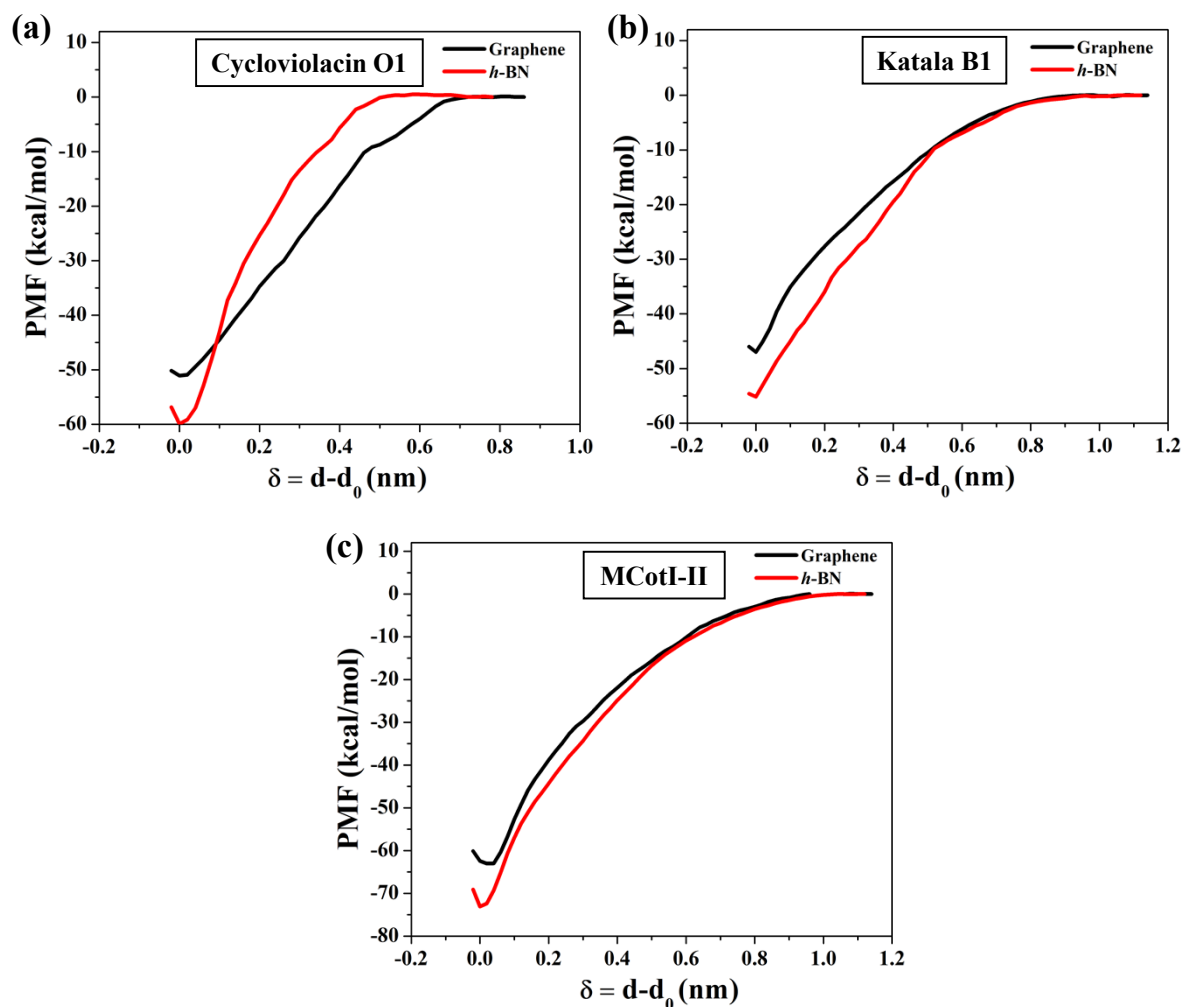 (a)
Cycloviolacin O1
Graphene
h-BN
10
0
-10
-20
-30
-40
-50
-60
PMF (kcal/mol)
-0.2 0.0 0.2 0.4 0.6 0.8 1.0
δ = d-d0 (nm)
(b)
Katala B1
Graphene
h-BN
10
0
-10
-20
-30
-40
-50
-60
PMF (kcal/mol)
-0.2 0.0 0.2 0.4 0.6 0.8 1.0 1.2
δ = d-d0 (nm)
(c)
MCotI-II
Graphene
h-BN
10
0
-10
-20
-30
-40
-50
-60
-70
-80
PMF (kcal/mol)
-0.2 0.0 0.2 0.4 0.6 0.8 1.0 1.2
δ = d-d0 (nm)